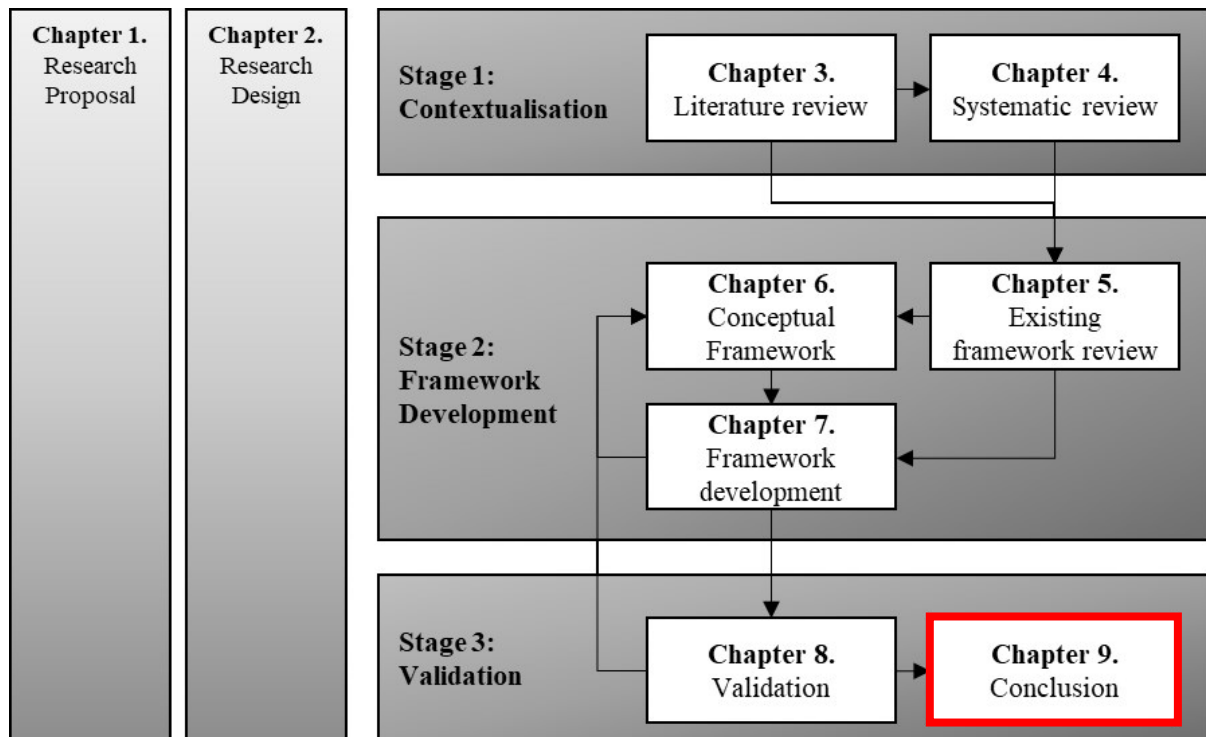 Chapter 1.
Research
Proposal
Chapter 2.
Research
Design
Stage 1:
Contextualisation
Chapter 3.
Literature review
Chapter 4.
Systematic review
Stage 2:
Framework
Development
Chapter 6.
Conceptual
Framework
Chapter 5.
Existing
framework review
Chapter 7.
Framework
development
Stage 3:
Validation
Chapter 8.
Validation
Chapter 9.
Conclusion